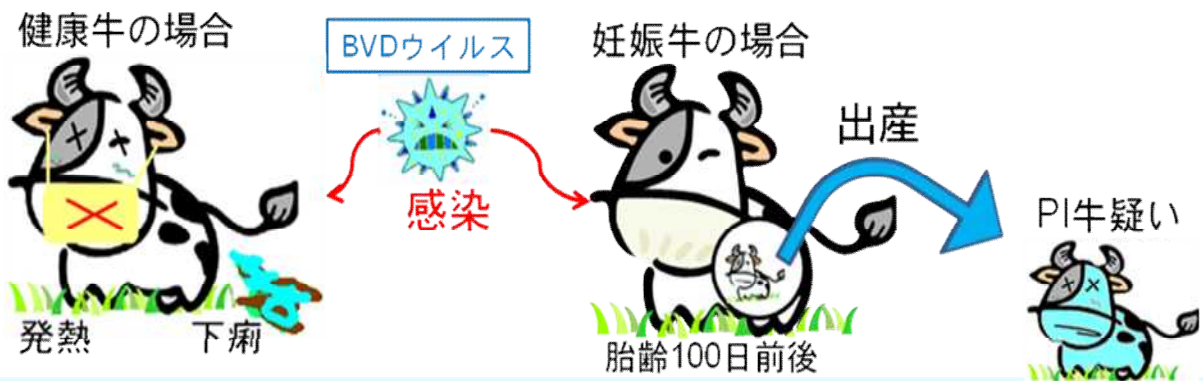 健康牛の場合
BVDウイルス
感染
発熱
下痢
妊娠牛の場合
出産
胎齢100日前後
PI牛疑い